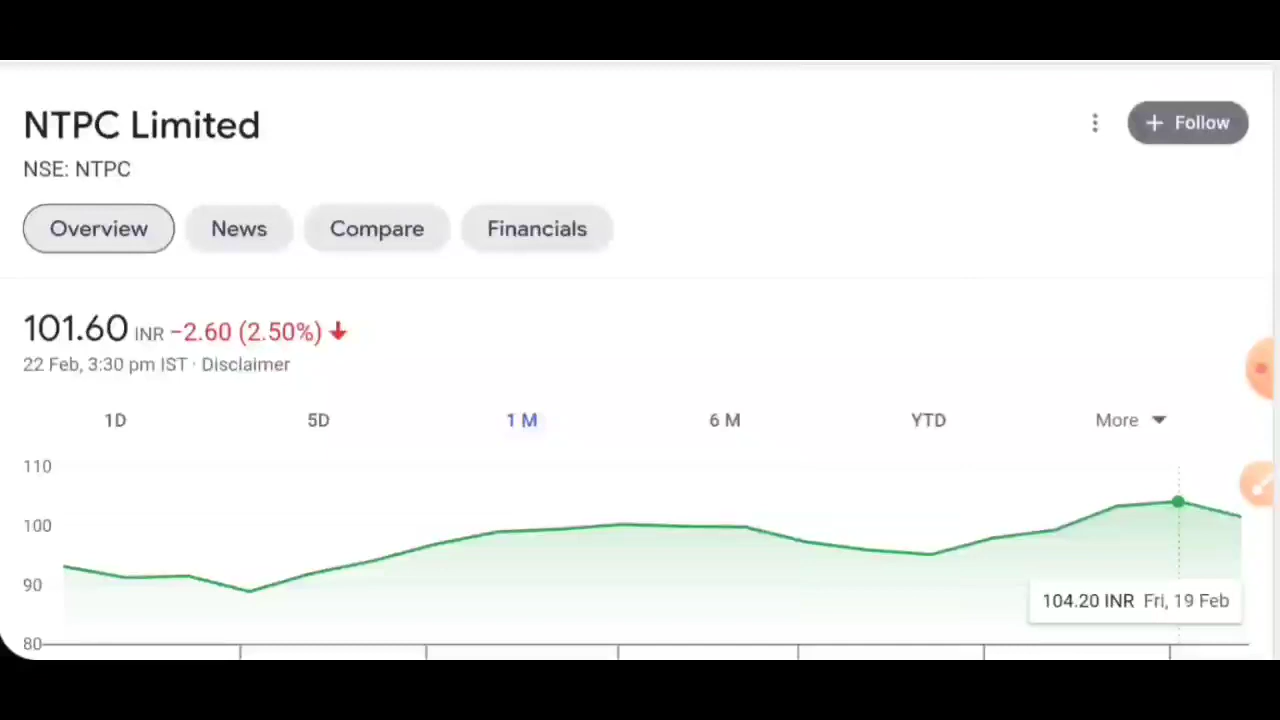 NTPC Limited
+ Follow
NSE: NTPC
Overview News Compare Financials
101.60 INR −2.60 (2.50%)
22 Feb, 3:30 pm IST · Disclaimer
1D 5D 1 M 6 M YTD More
110
100
90
104.20 INR Fri, 19 Feb
80